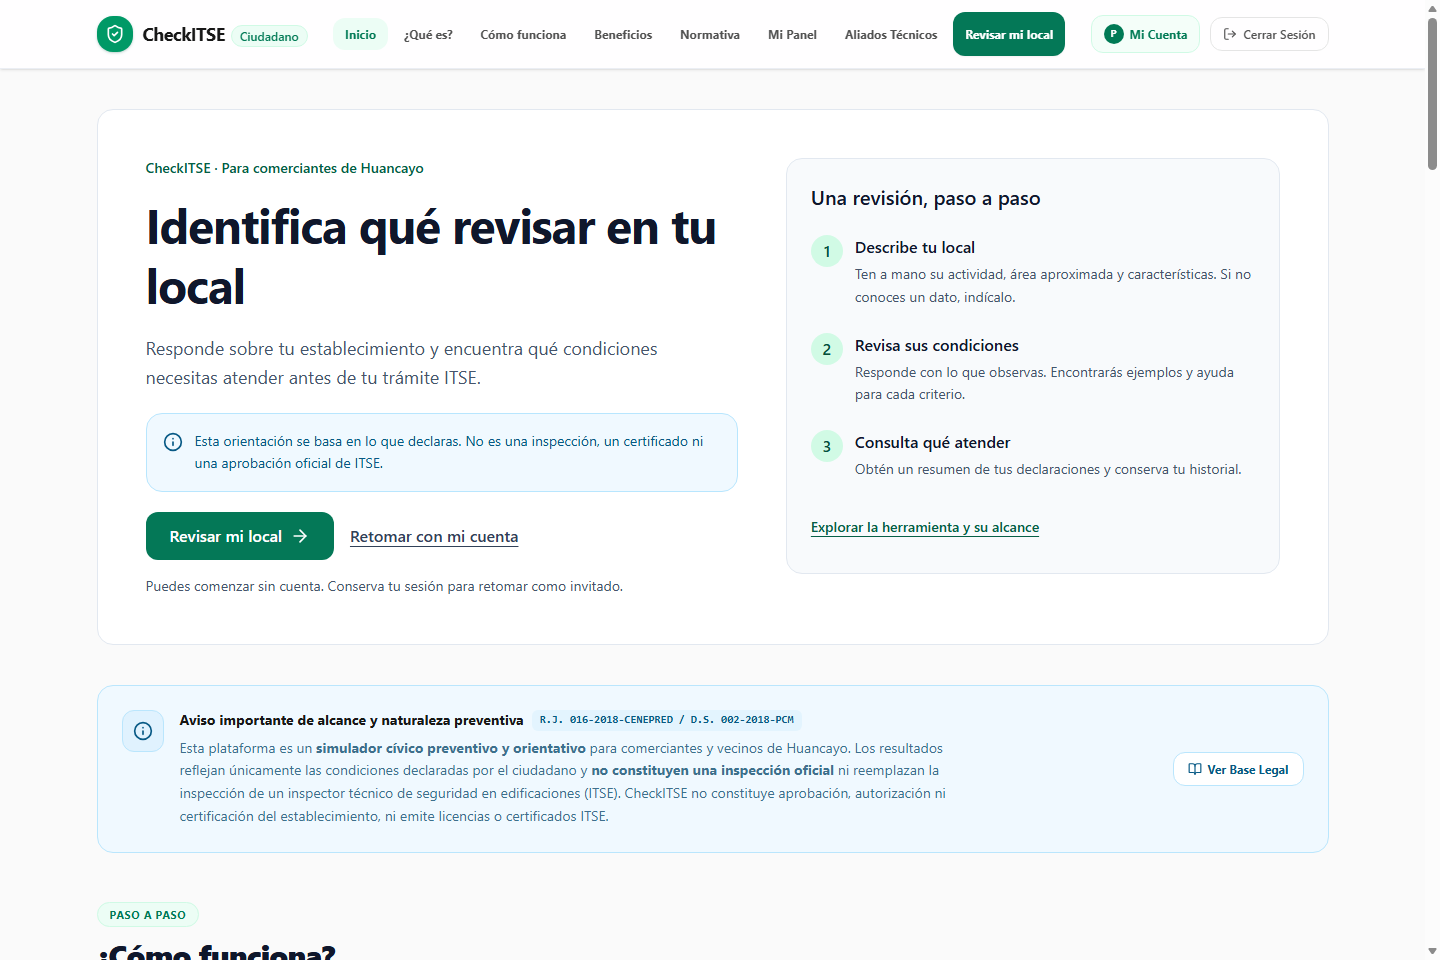 CheckITSE Ciudadano Inicio ¿Qué es? Cómo funciona Beneficios Normativa Mi Panel Aliados Técnicos Revisar mi local P Mi Cuenta Cerrar Sesión
CheckITSE · Para comerciantes de Huancayo
Identifica qué revisar en tu
local
Responde sobre tu establecimiento y encuentra qué condiciones
necesitas atender antes de tu trámite ITSE.
Esta orientación se basa en lo que declaras. No es una inspección, un certificado ni
una aprobación oficial de ITSE.
Revisar mi local Retomar con mi cuenta
Puedes comenzar sin cuenta. Conserva tu sesión para retomar como invitado.
Una revisión, paso a paso
1 Describe tu local
Ten a mano su actividad, área aproximada y características. Si no
conoces un dato, indícalo.
2 Revisa sus condiciones
Responde con lo que observas. Encontrarás ejemplos y ayuda
para cada criterio.
3 Consulta qué atender
Obtén un resumen de tus declaraciones y conserva tu historial.
Explorar la herramienta y su alcance
Aviso importante de alcance y naturaleza preventiva R.J. 016-2018-CENEPRED / D.S. 002-2018-PCM
Esta plataforma es un simulador cívico preventivo y orientativo para comerciantes y vecinos de Huancayo. Los resultados
reflejan únicamente las condiciones declaradas por el ciudadano y no constituyen una inspección oficial ni reemplazan la
inspección de un inspector técnico de seguridad en edificaciones (ITSE). CheckITSE no constituye aprobación, autorización ni
certificación del establecimiento, ni emite licencias o certificados ITSE.
Ver Base Legal
PASO A PASO
¿Cómo funciona?